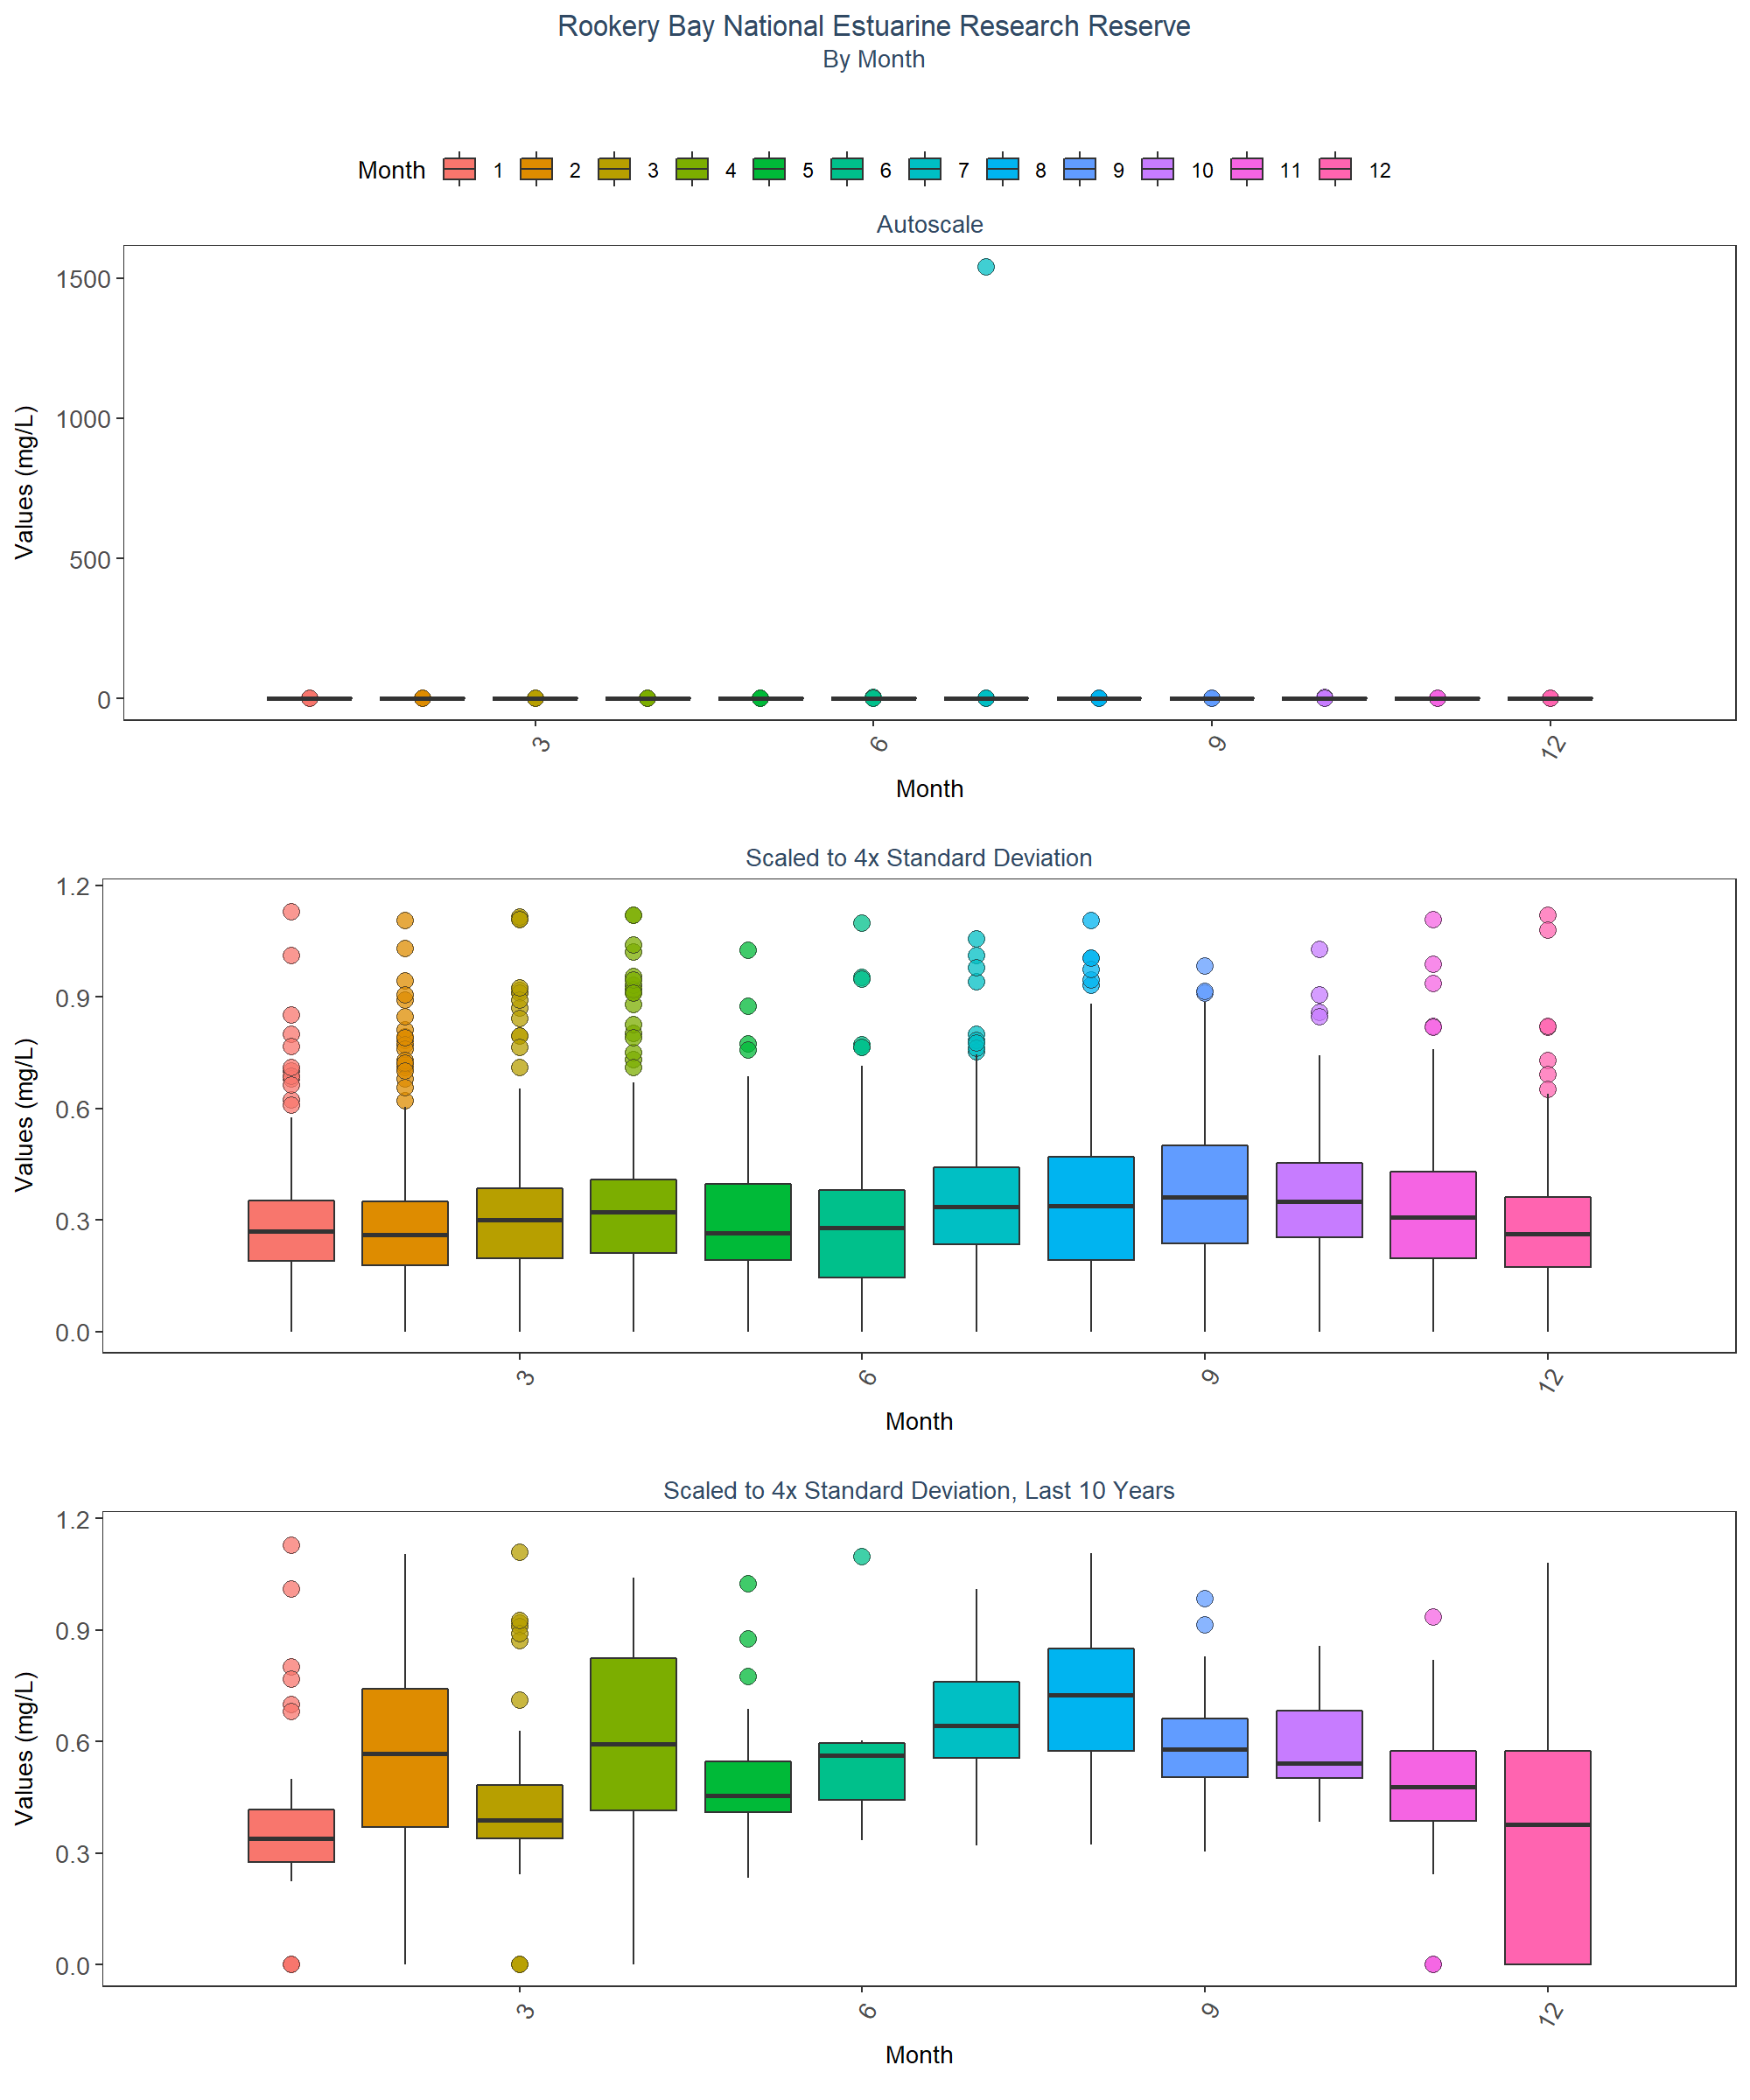 Rookery Bay National Estuarine Research Reserve
By Month
Month 1 2 3 4 5 6 7 8 9 10 11 12
Autoscale
Values (mg/L)
1500
1000
500
0
3 6 9 12
Month
Scaled to 4x Standard Deviation
Values (mg/L)
1.2
0.9
0.6
0.3
0.0
3 6 9 12
Month
Scaled to 4x Standard Deviation, Last 10 Years
Values (mg/L)
1.2
0.9
0.6
0.3
0.0
3 6 9 12
Month